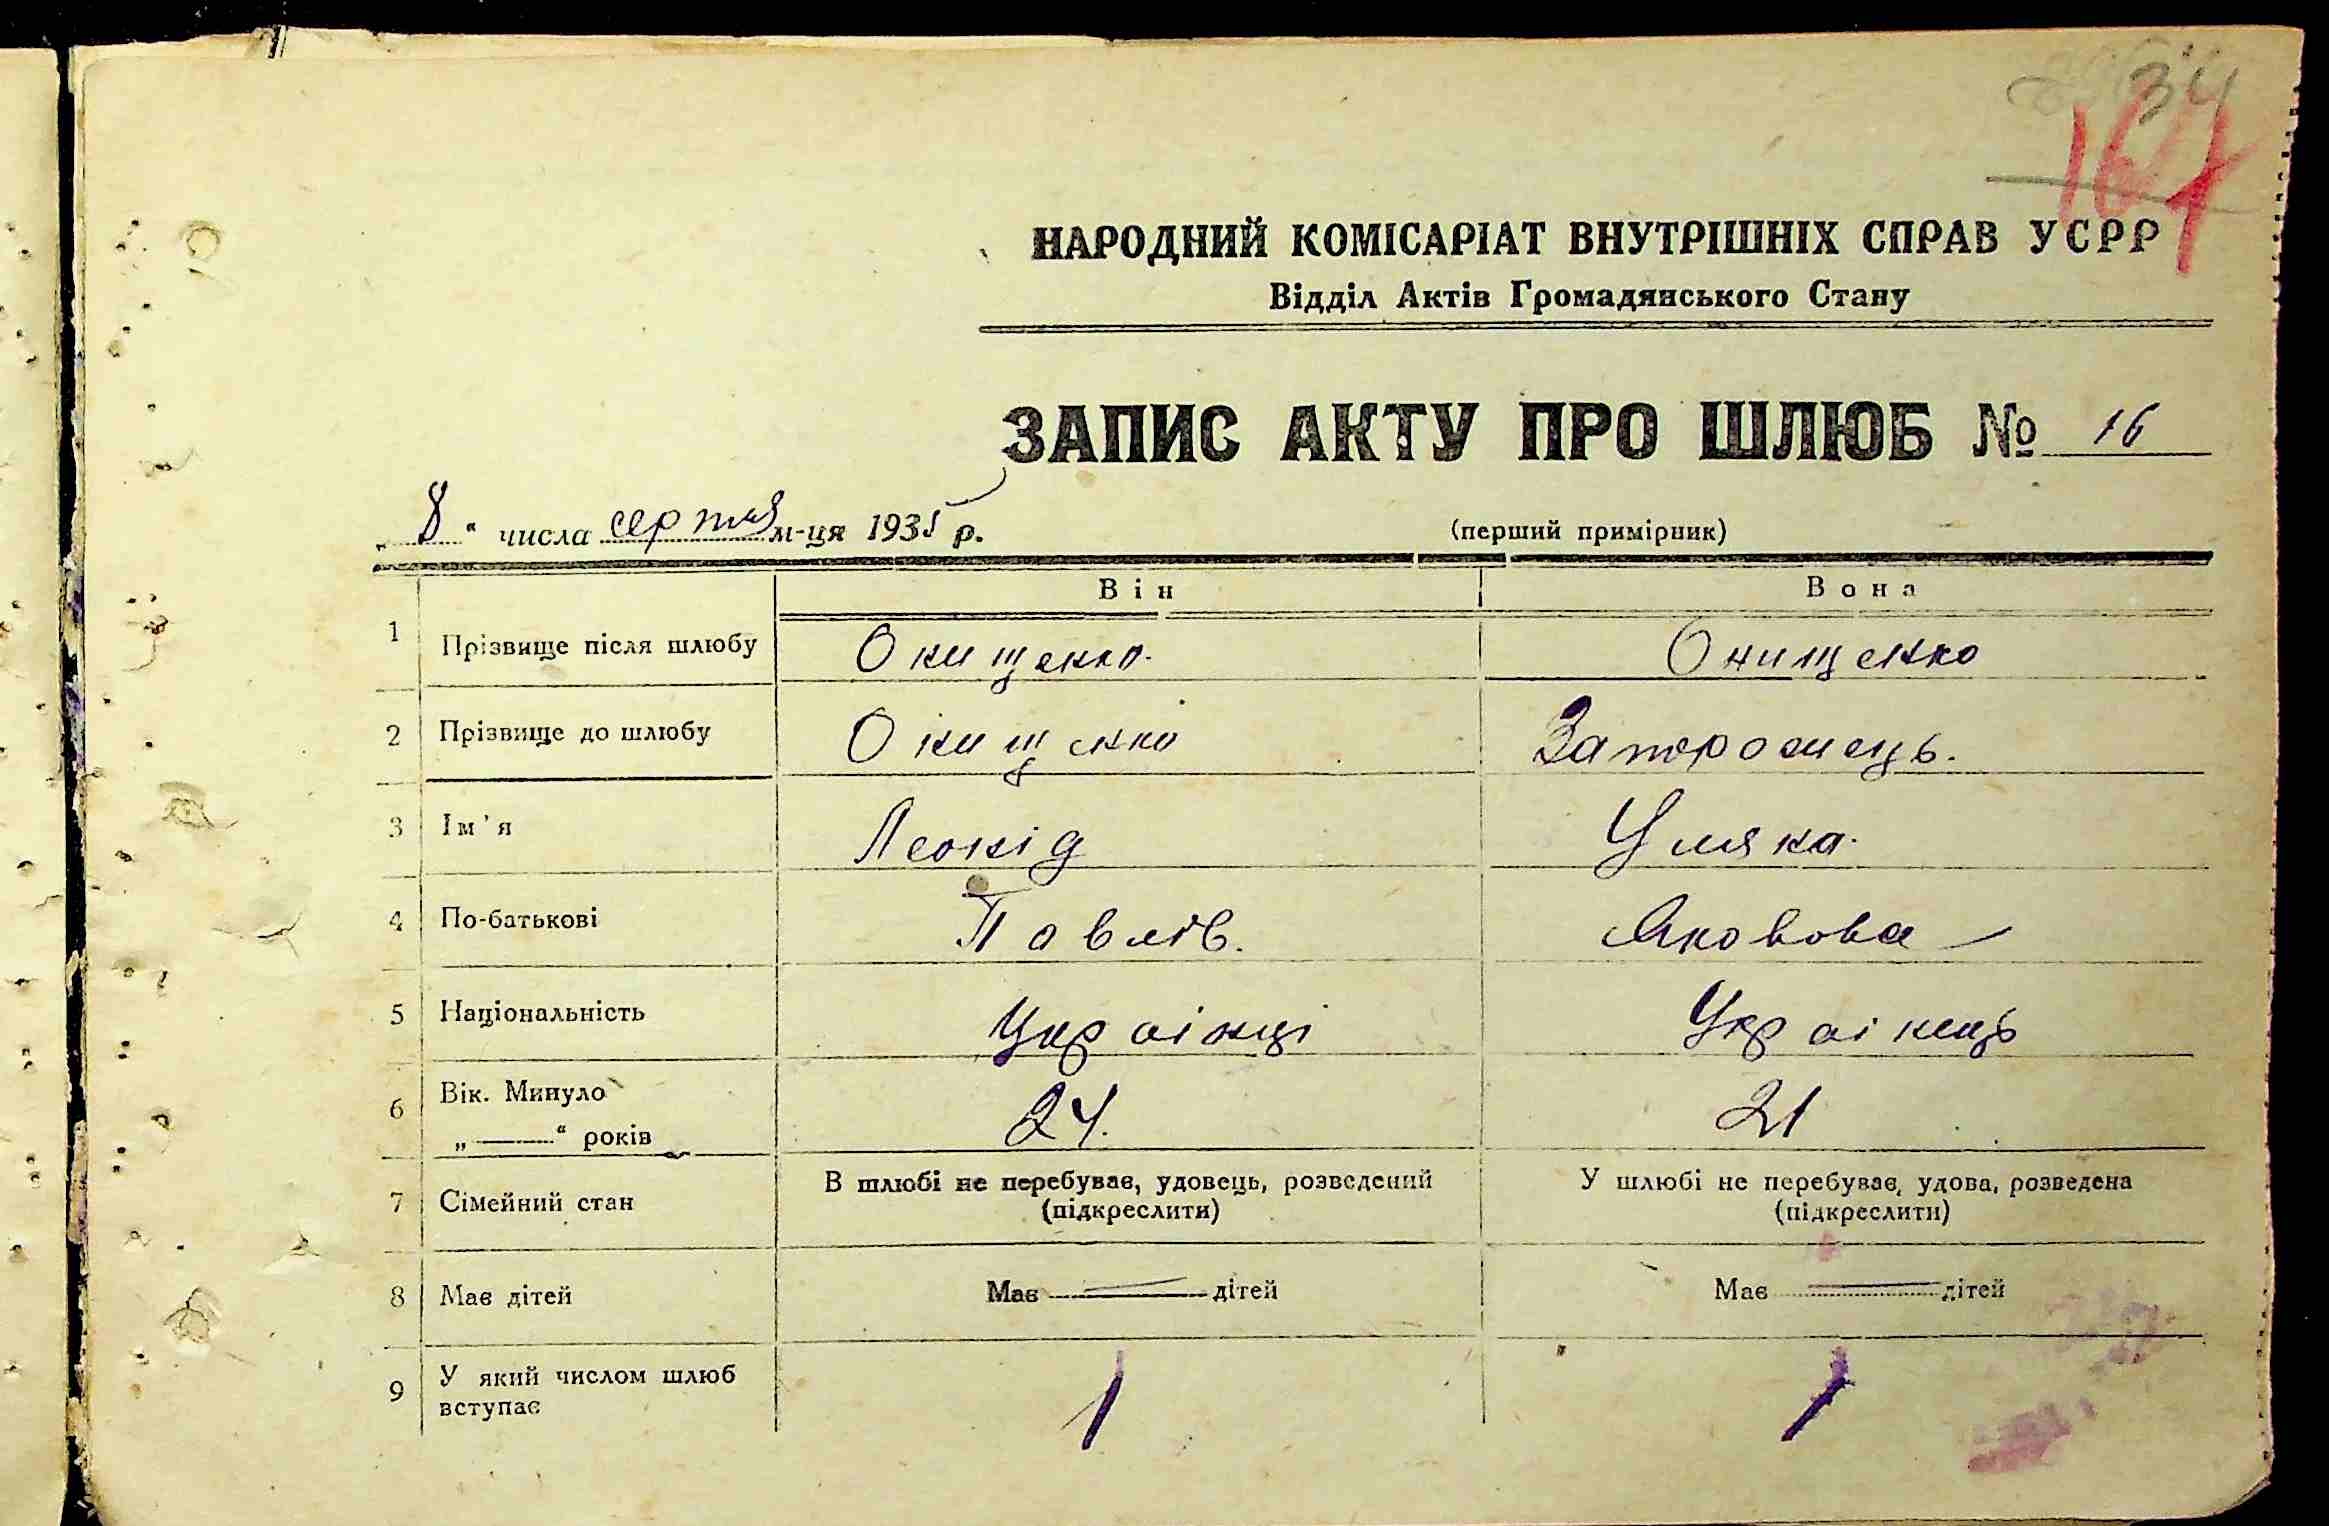 34
НАРОДНИЙ КОМІСАРІАТ ВНУТРІШНІХ СПРАВ УСРР
Відділ Актів Громадянського Стану
ЗАПИС АКТУ ПРО ШЛЮБ № 16
„8“ числа серпня м-ця 1935 р.
(перший примірник)
Він Вона
1 Прізвище після шлюбу Онищенко. Онищенко
2 Прізвище до шлюбу Онищенко Запорожець.
3 Ім'я Леонід Уляна.
4 По-батькові Павлів. Яковова
5 Національність Українці Українець
6 Вік. Минуло „——“ років 24. 21
7 Сімейний стан В шлюбі не перебуває, удовець, розведений (підкреслити) У шлюбі не перебуває, удова, розведена (підкреслити)
8 Має дітей Має —— дітей Має —— дітей
9 У який числом шлюб вступає 1 1